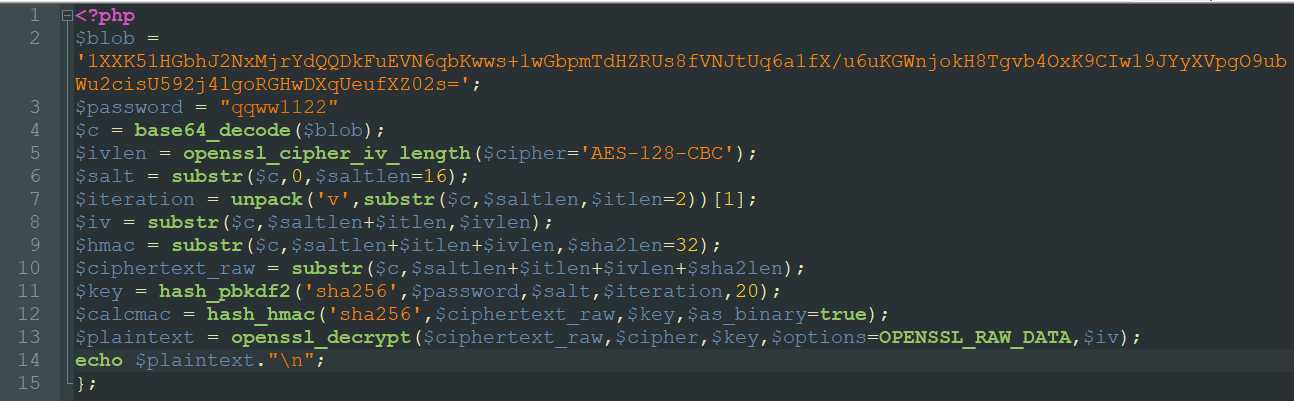 1 <?php
2 $blob =
'1XXK51HGbhJ2NxMjrYdQQDkFuEVN6qbKwws+1wGbpmTdHZRUs8fVNJtUq6a1fX/u6uKGWnjokH8Tgvb4OxK9CIw19JYyXVpgO9ub
Wu2cisU592j41goRGHwDXqUeufXZ02s=';
3 $password = "qqww1122"
4 $c = base64_decode($blob);
5 $ivlen = openssl_cipher_iv_length($cipher='AES-128-CBC');
6 $salt = substr($c,0,$saltlen=16);
7 $iteration = unpack('v',substr($c,$saltlen,$itlen=2))[1];
8 $iv = substr($c,$saltlen+$itlen,$ivlen);
9 $hmac = substr($c,$saltlen+$itlen+$ivlen,$sha2len=32);
10 $ciphertext_raw = substr($c,$saltlen+$itlen+$ivlen+$sha2len);
11 $key = hash_pbkdf2('sha256',$password,$salt,$iteration,20);
12 $calcmac = hash_hmac('sha256',$ciphertext_raw,$key,$as_binary=true);
13 $plaintext = openssl_decrypt($ciphertext_raw,$cipher,$key,$options=OPENSSL_RAW_DATA,$iv);
14 echo $plaintext."\n";
15 };